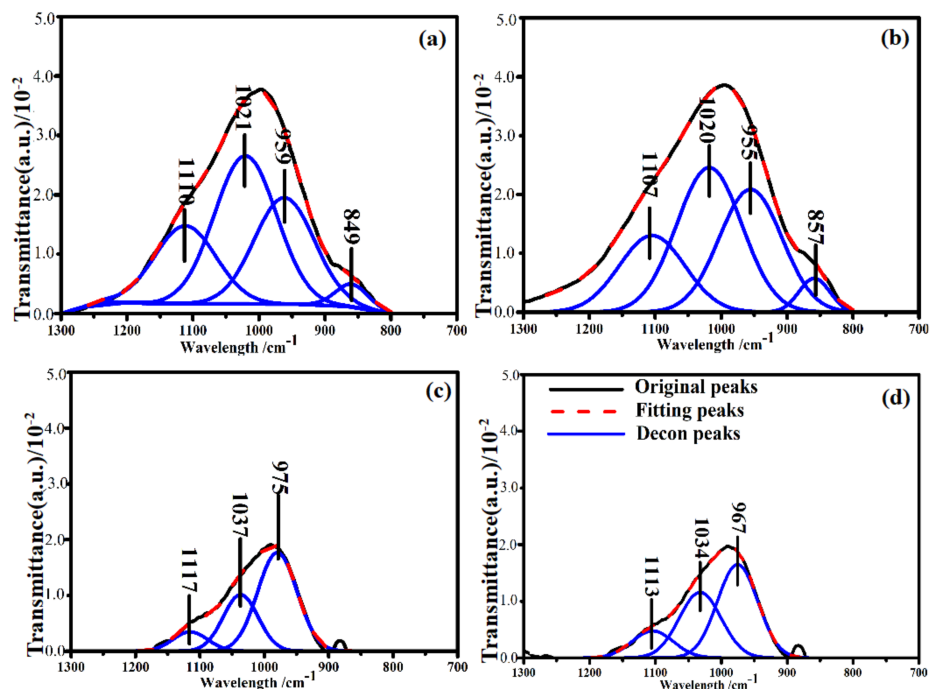 Transmittance(a.u.)/10⁻²
5.0
4.0
3.0
2.0
1.0
0.0
(a)
1110
1021
959
849
1300 1200 1100 1000 900 800 700
Wavelength /cm⁻¹
Transmittance(a.u.)/10⁻²
5.0
4.0
3.0
2.0
1.0
0.0
(b)
1107
1020
955
857
1300 1200 1100 1000 900 800 700
Wavelength /cm⁻¹
Transmittance(a.u.)/10⁻²
5.0
4.0
3.0
2.0
1.0
0.0
(c)
1117
1037
975
1300 1200 1100 1000 900 800 700
Wavelength /cm⁻¹
Transmittance(a.u.)/10⁻²
5.0
4.0
3.0
2.0
1.0
0.0
(d)
Original peaks
Fitting peaks
Decon peaks
1113
1034
967
1300 1200 1100 1000 900 800 700
Wavelength /cm⁻¹